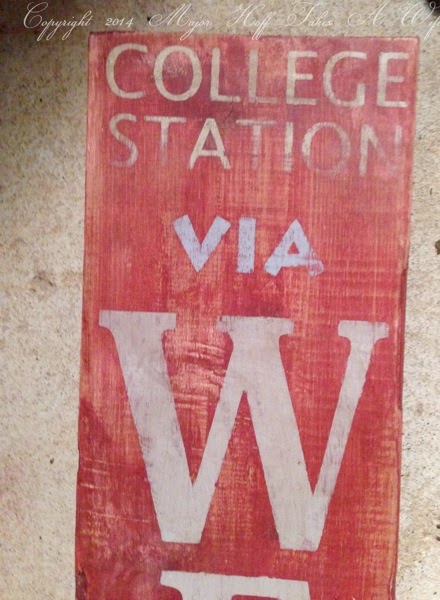 Copyright 2014 Major Hoff Takes A Wife
COLLEGE
STATION
VIA
W